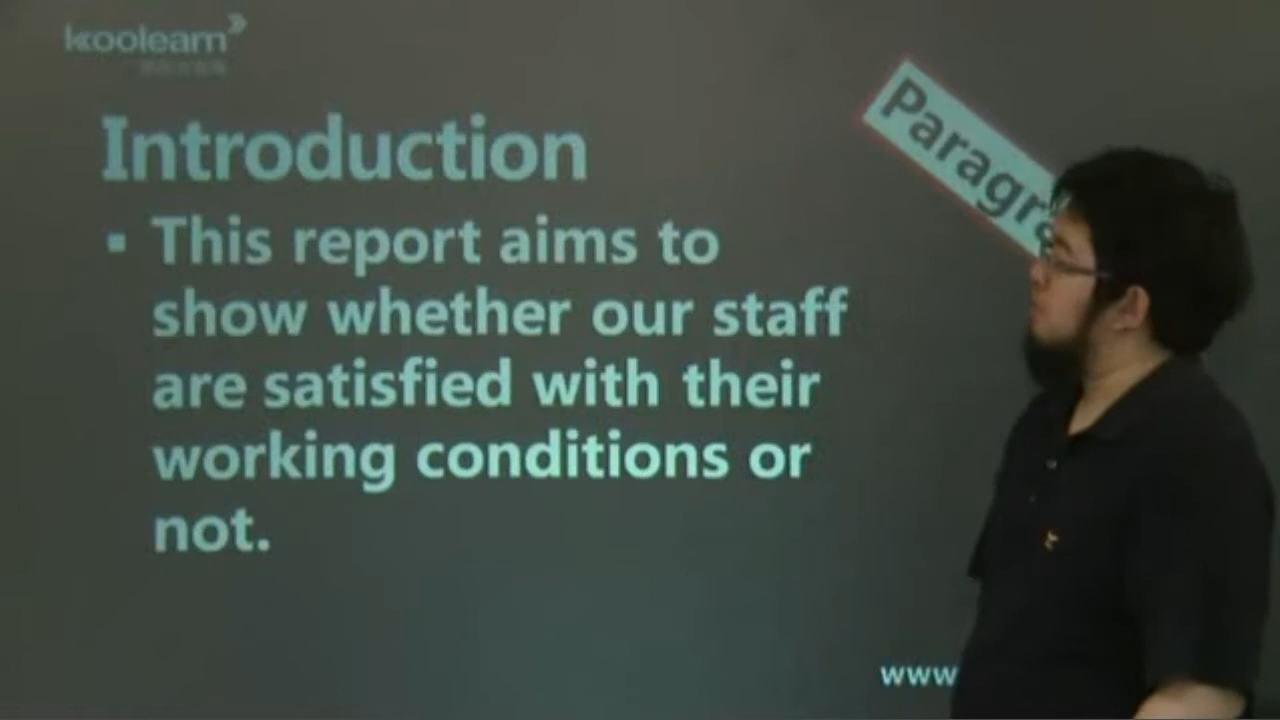 koolearn
Paragra
Introduction
▪ This report aims to
show whether our staff
are satisfied with their
working conditions or
not.
www